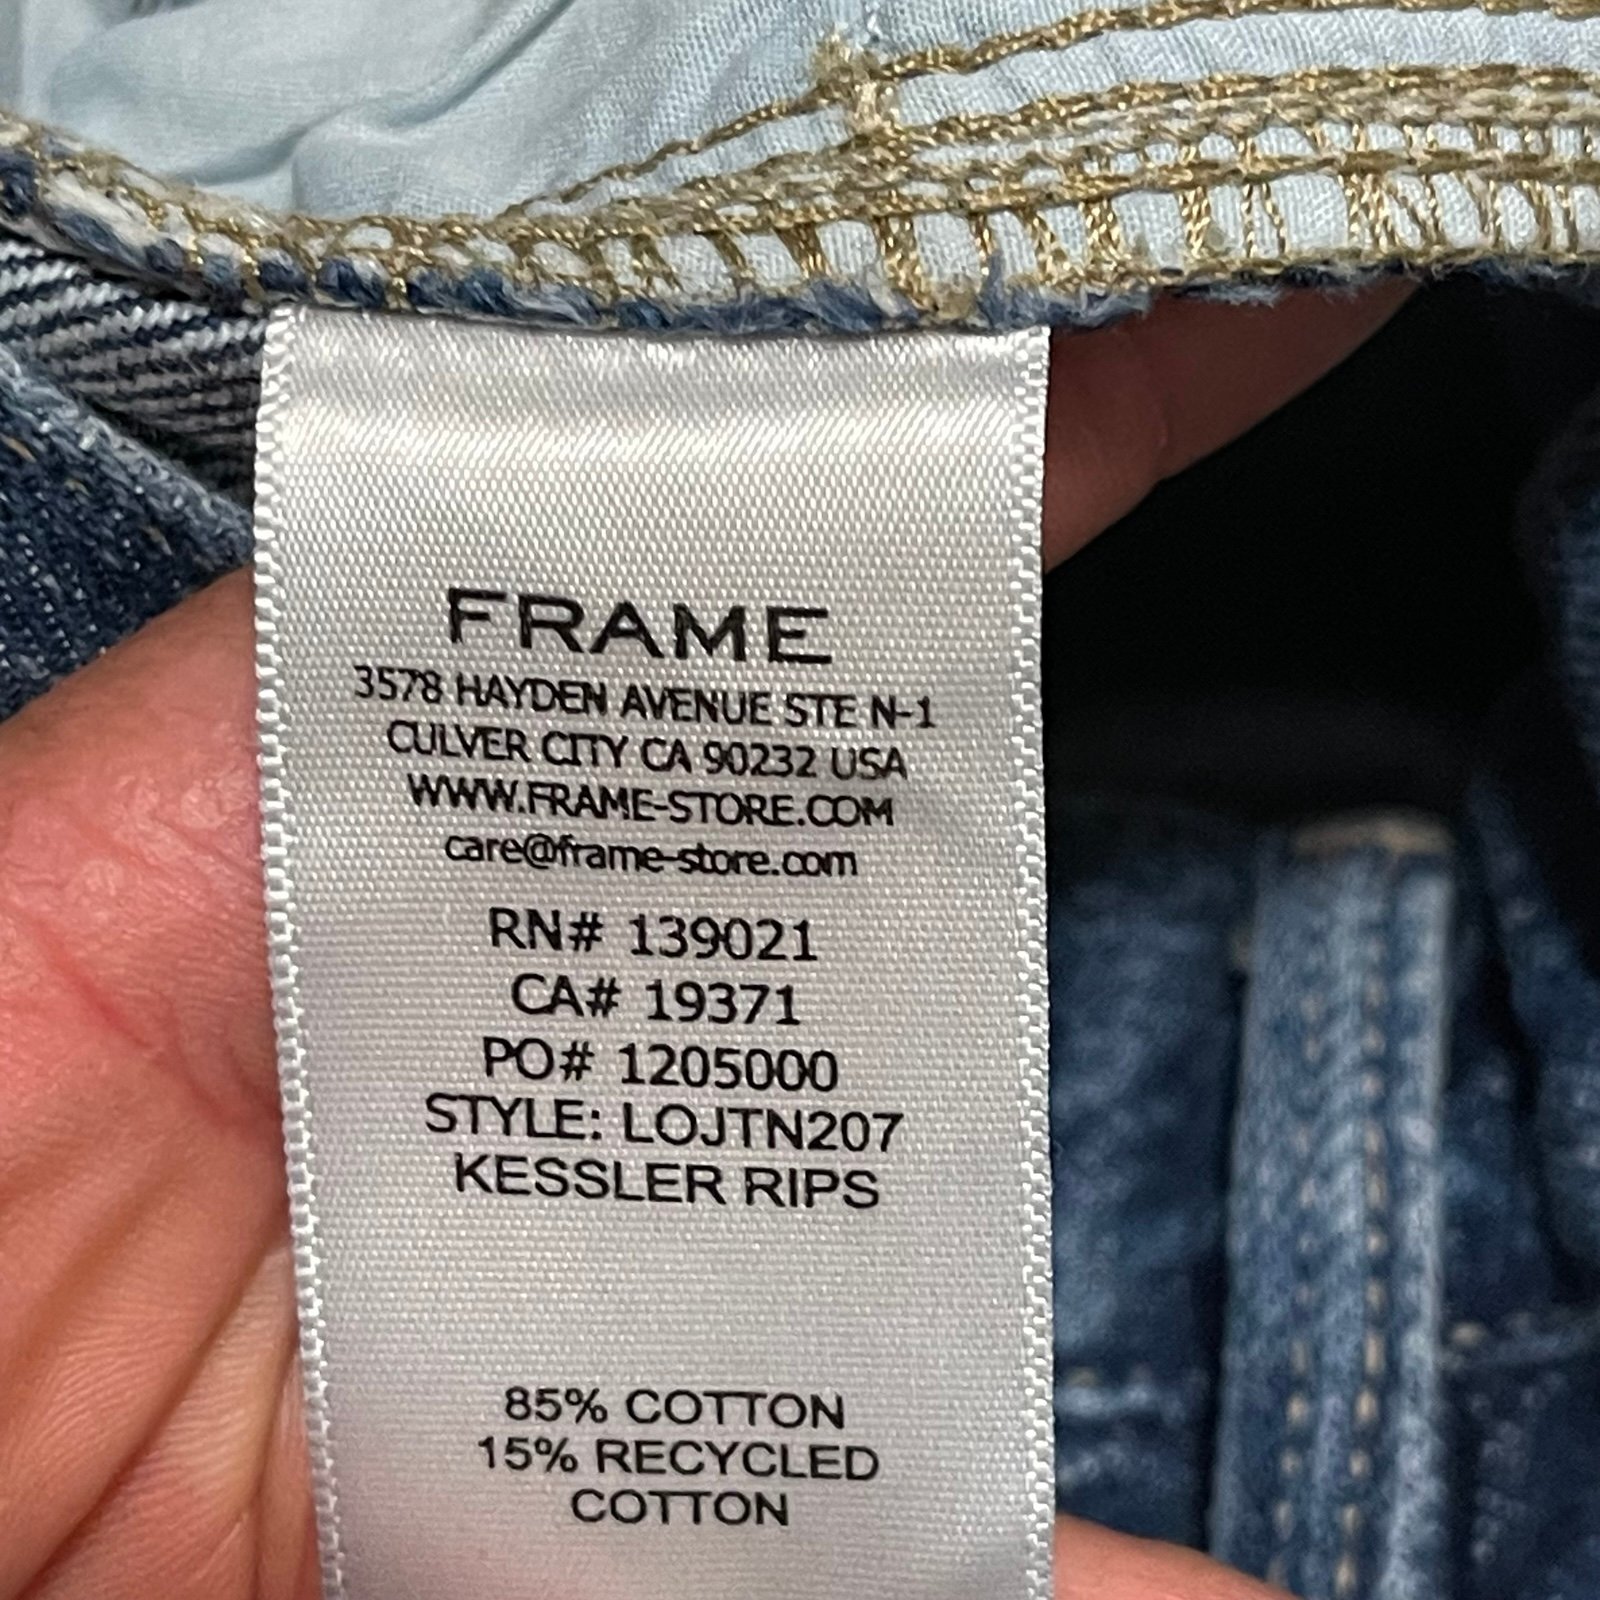 FRAME
3578 HAYDEN AVENUE STE N-1
CULVER CITY CA 90232 USA
WWW.FRAME-STORE.COM
care@frame-store.com
RN# 139021
CA# 19371
PO# 1205000
STYLE: LOJTN207
KESSLER RIPS
85% COTTON
15% RECYCLED
COTTON